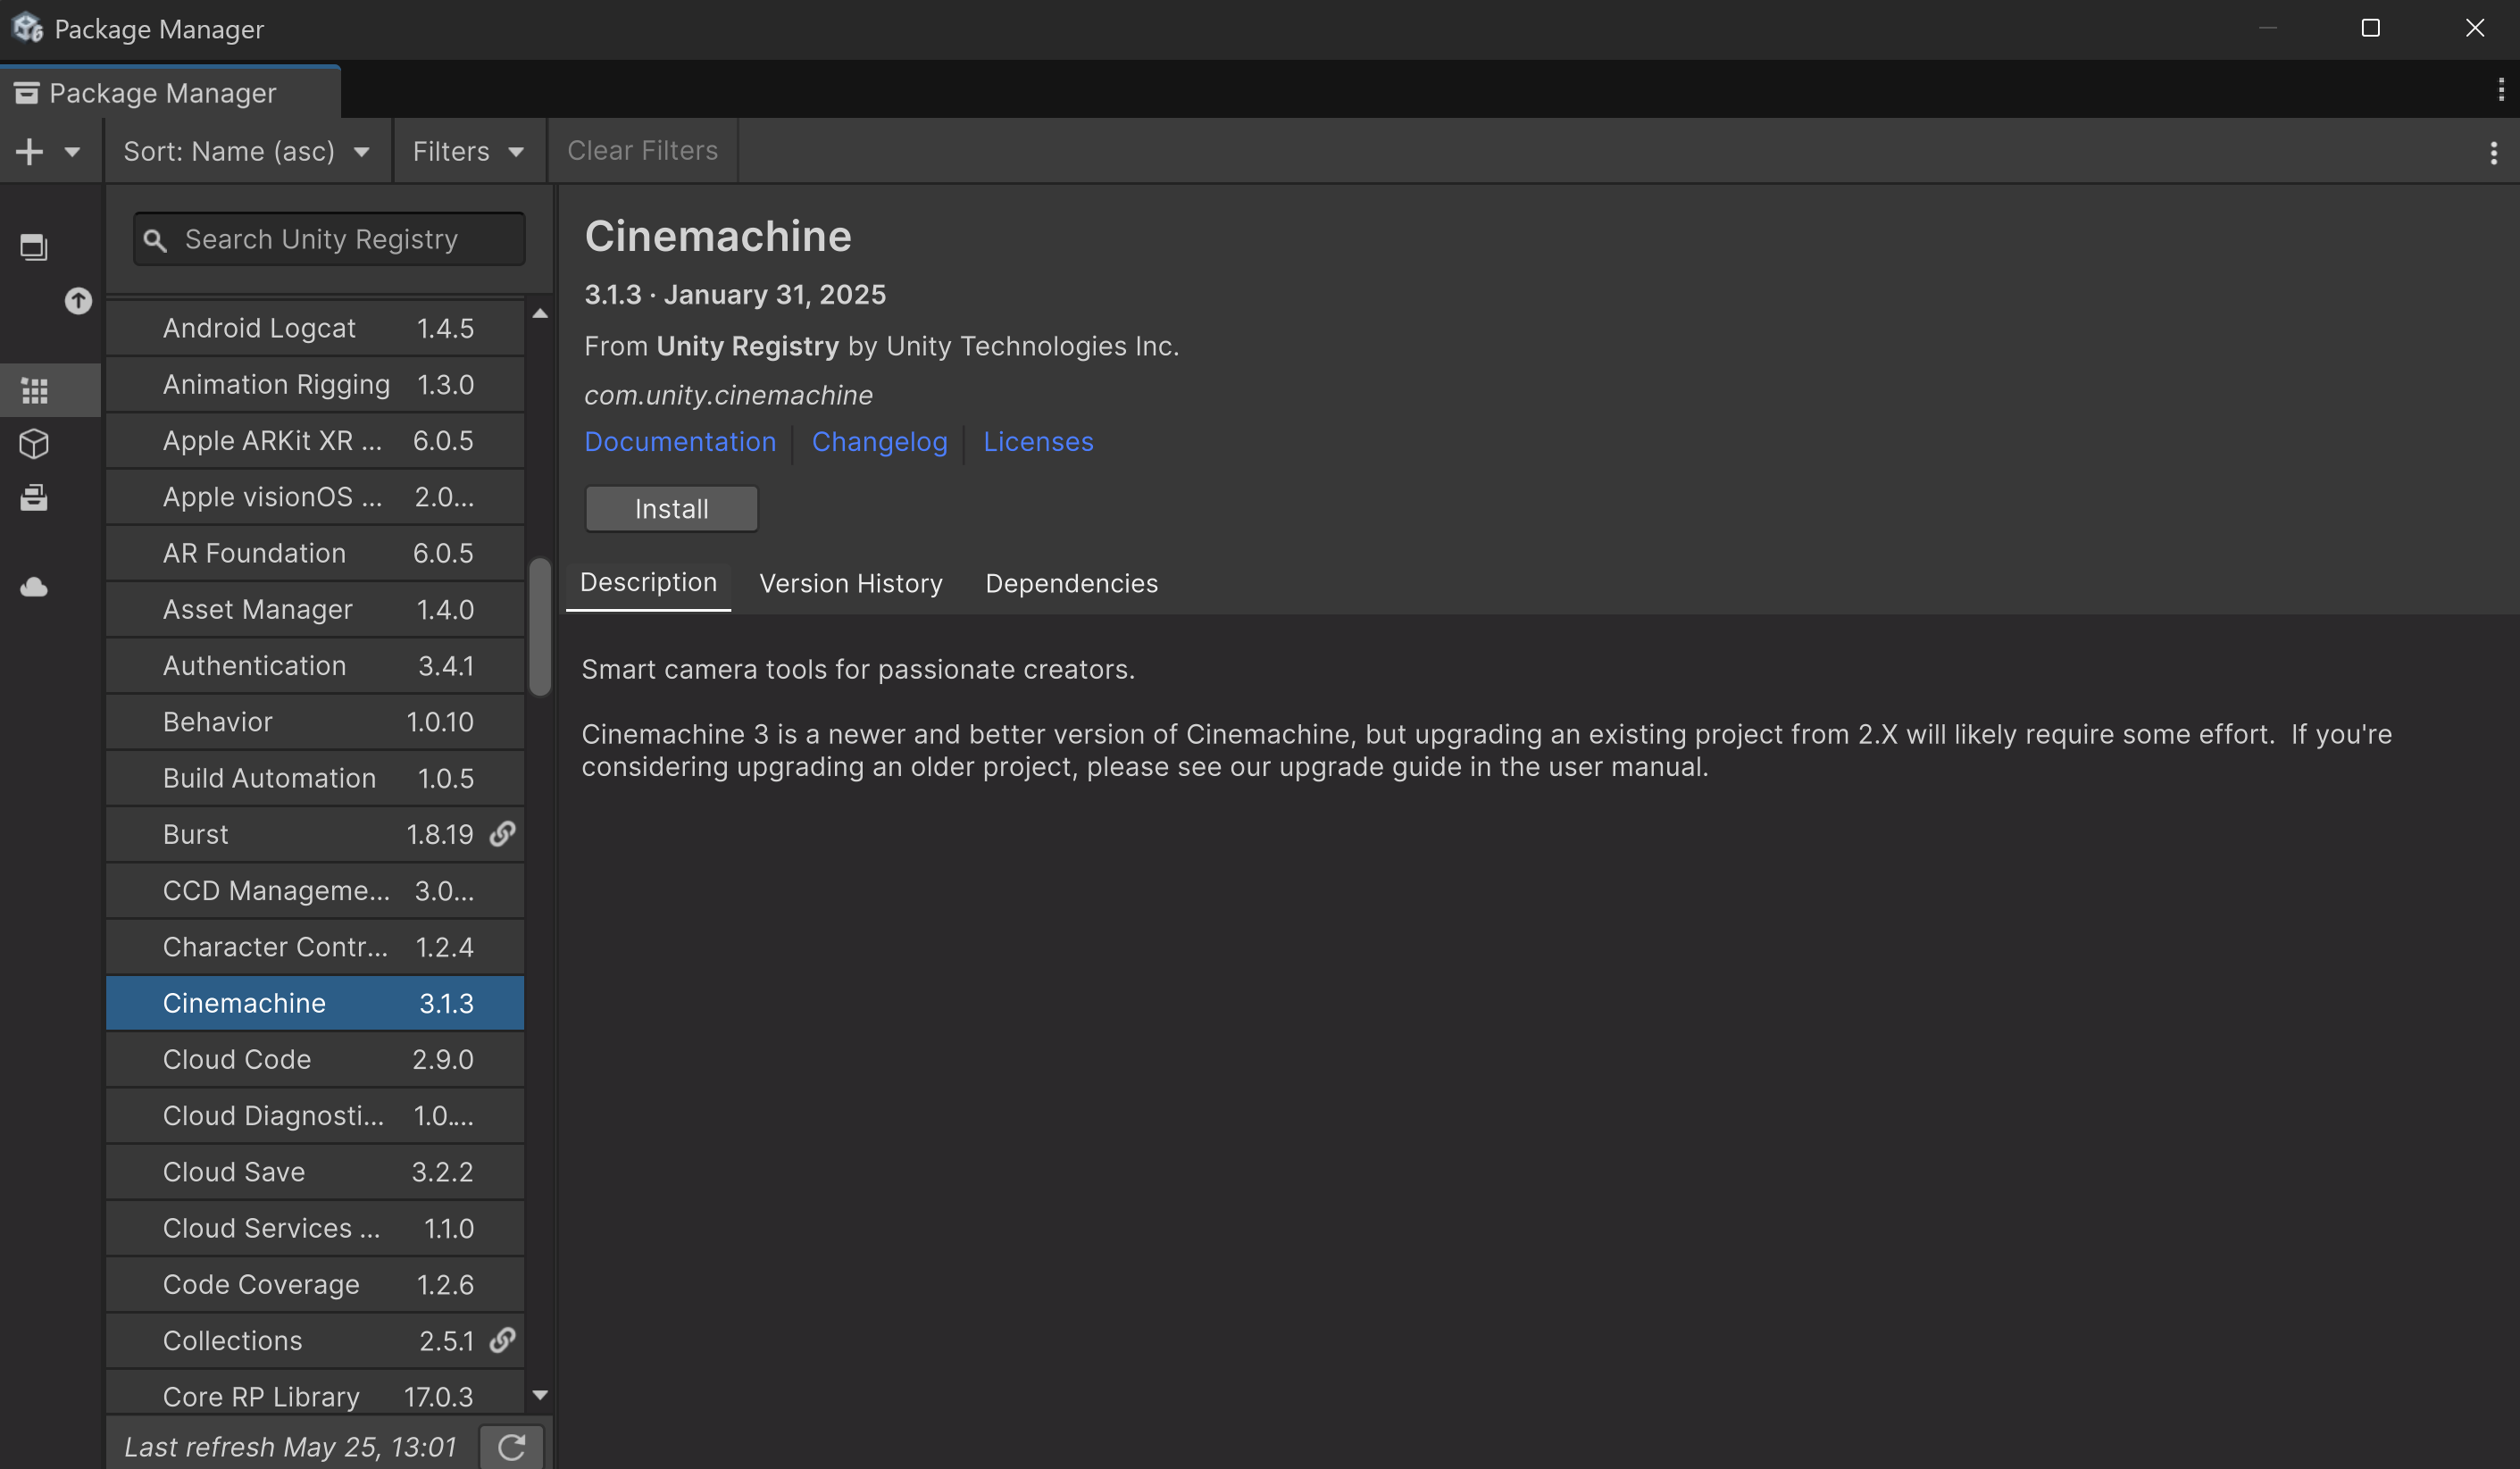 Package Manager
Package Manager
Sort: Name (asc)
Filters
Clear Filters
Search Unity Registry
Android Logcat 1.4.5
Animation Rigging 1.3.0
Apple ARKit XR ... 6.0.5
Apple visionOS ... 2.0...
AR Foundation 6.0.5
Asset Manager 1.4.0
Authentication 3.4.1
Behavior 1.0.10
Build Automation 1.0.5
Burst 1.8.19
CCD Manageme... 3.0...
Character Contr... 1.2.4
Cinemachine 3.1.3
Cloud Code 2.9.0
Cloud Diagnosti... 1.0....
Cloud Save 3.2.2
Cloud Services ... 1.1.0
Code Coverage 1.2.6
Collections 2.5.1
Core RP Library 17.0.3
Last refresh May 25, 13:01
Cinemachine
3.1.3 · January 31, 2025
From Unity Registry by Unity Technologies Inc.
com.unity.cinemachine
Documentation Changelog Licenses
Install
Description Version History Dependencies
Smart camera tools for passionate creators.
Cinemachine 3 is a newer and better version of Cinemachine, but upgrading an existing project from 2.X will likely require some effort.  If you're
considering upgrading an older project, please see our upgrade guide in the user manual.